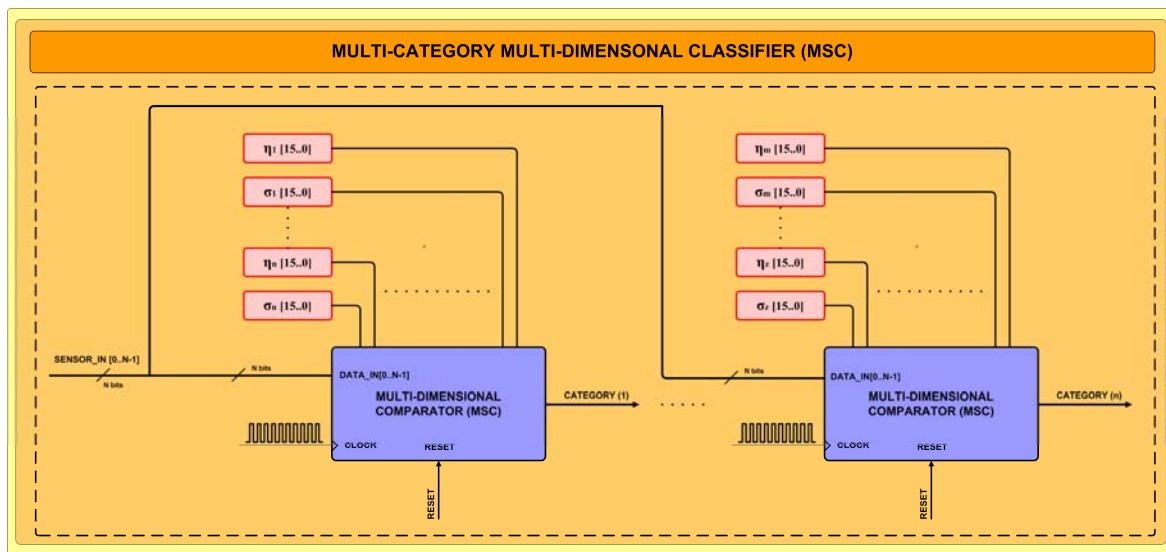 MULTI-CATEGORY MULTI-DIMENSONAL CLASSIFIER (MSC)
η1 [15..0]
σ1 [15..0]
ηn [15..0]
σn [15..0]
ηm [15..0]
σm [15..0]
ηz [15..0]
σz [15..0]
SENSOR_IN [0..N-1]
N bits
N bits
DATA_IN[0..N-1]
MULTI-DIMENSIONAL
COMPARATOR (MSC)
CLOCK
RESET
RESET
CATEGORY (1)
N bits
DATA_IN[0..N-1]
MULTI-DIMENSIONAL
COMPARATOR (MSC)
CLOCK
RESET
RESET
CATEGORY (n)